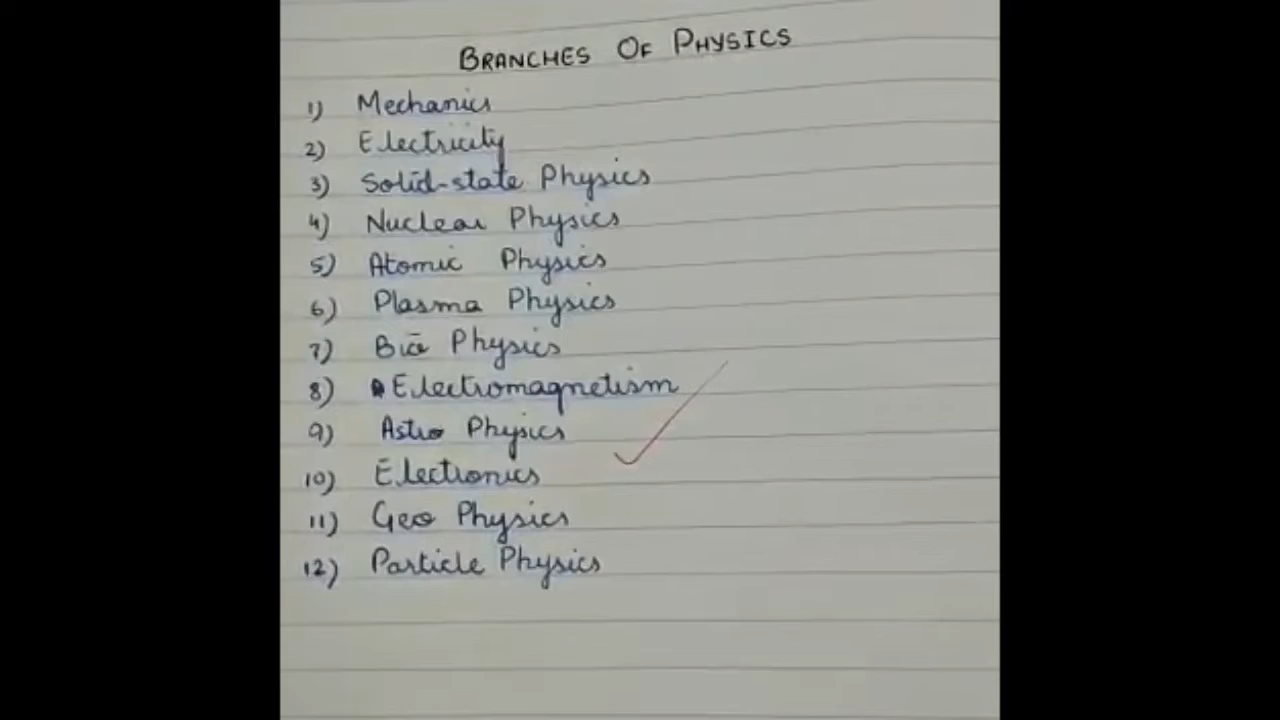 BRANCHES OF PHYSICS
1) Mechanics
2) Electricity
3) Solid-state Physics
4) Nuclear Physics
5) Atomic Physics
6) Plasma Physics
7) Bio Physics
8) Electromagnetism
9) Astro Physics
10) Electronics
11) Geo Physics
12) Particle Physics